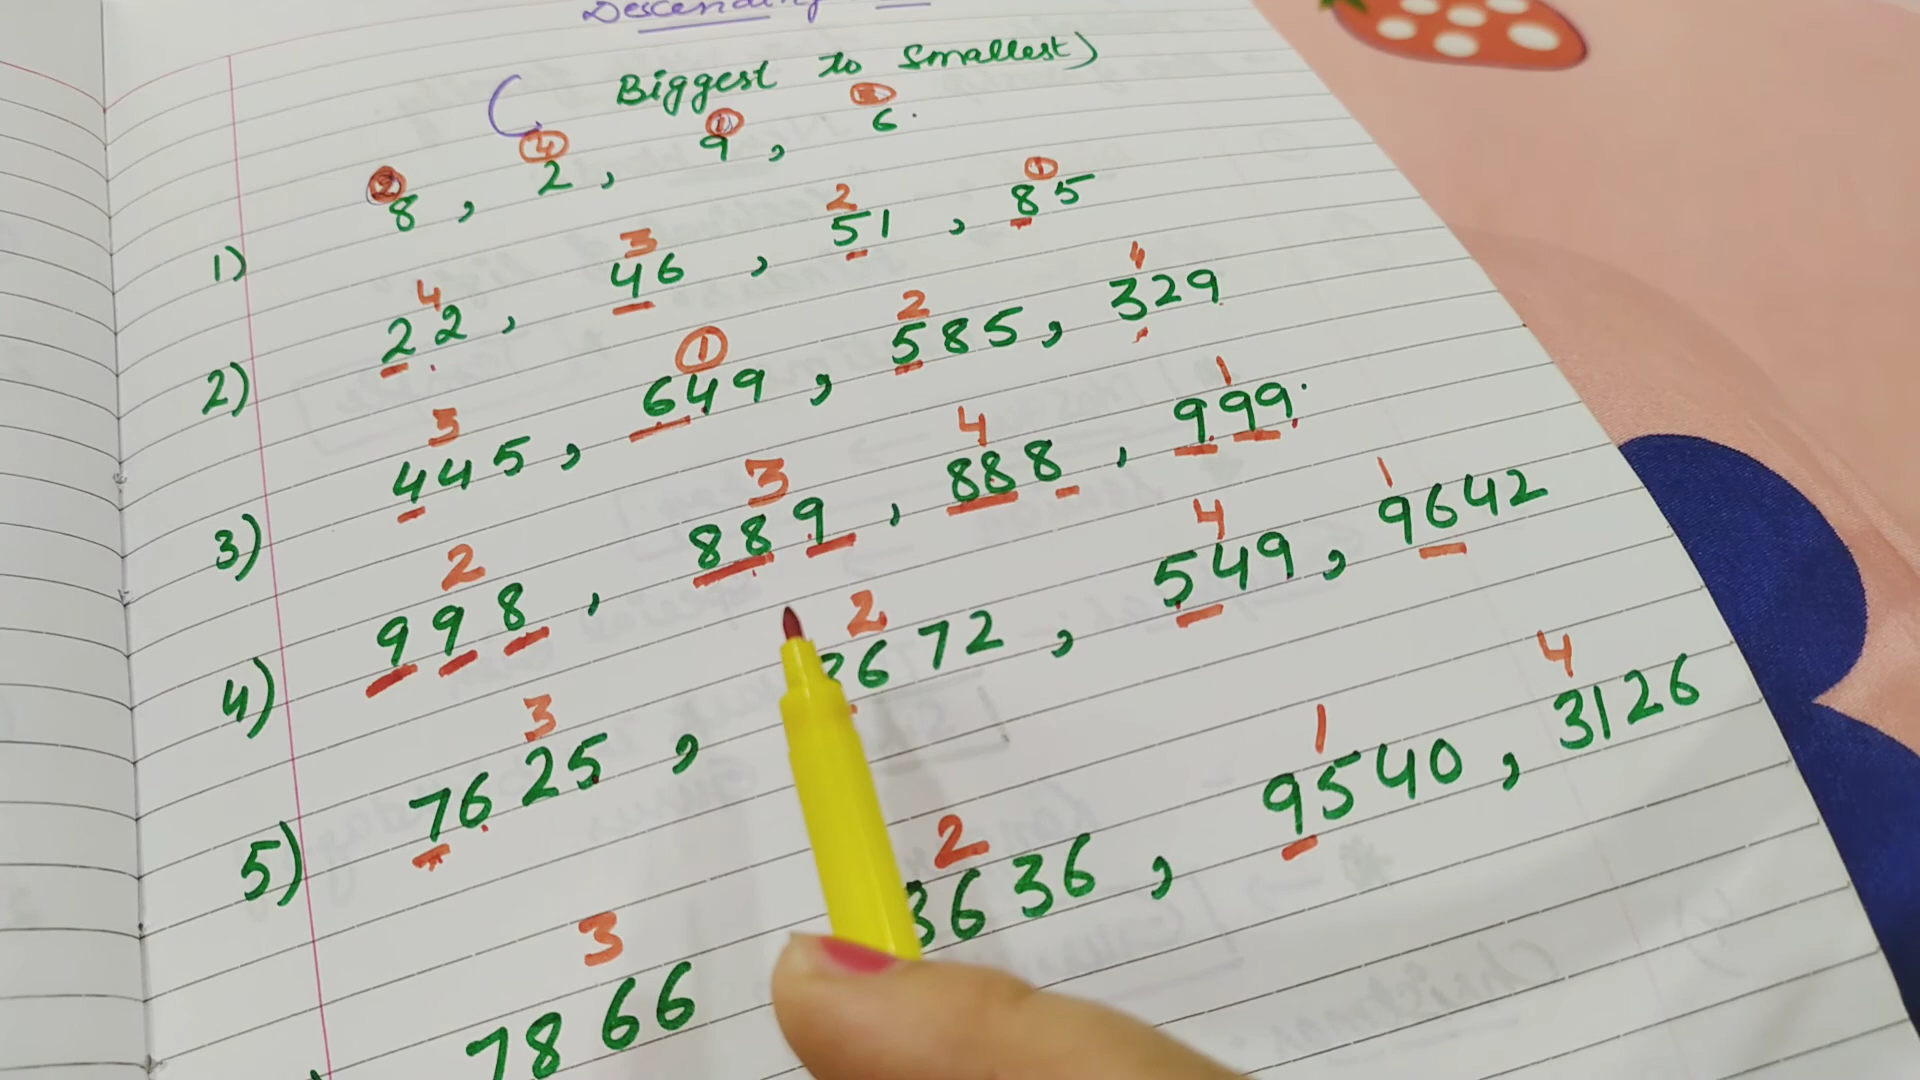 Descending
( Biggest to Smallest)
2 4 1 3
8 , 2 , 9 , 6 .
1)
4 3 2 1
22 , 46 , 51 , 85
2)
3 1 2 4
445 , 649 , 585 , 329
3)
2 3 4 1
998 , 889 , 888 , 999 .
4)
3 2 4 1
7625 , 672 , 549 , 9642
5)
3 2 1 4
7866 3636 , 9540 , 3126